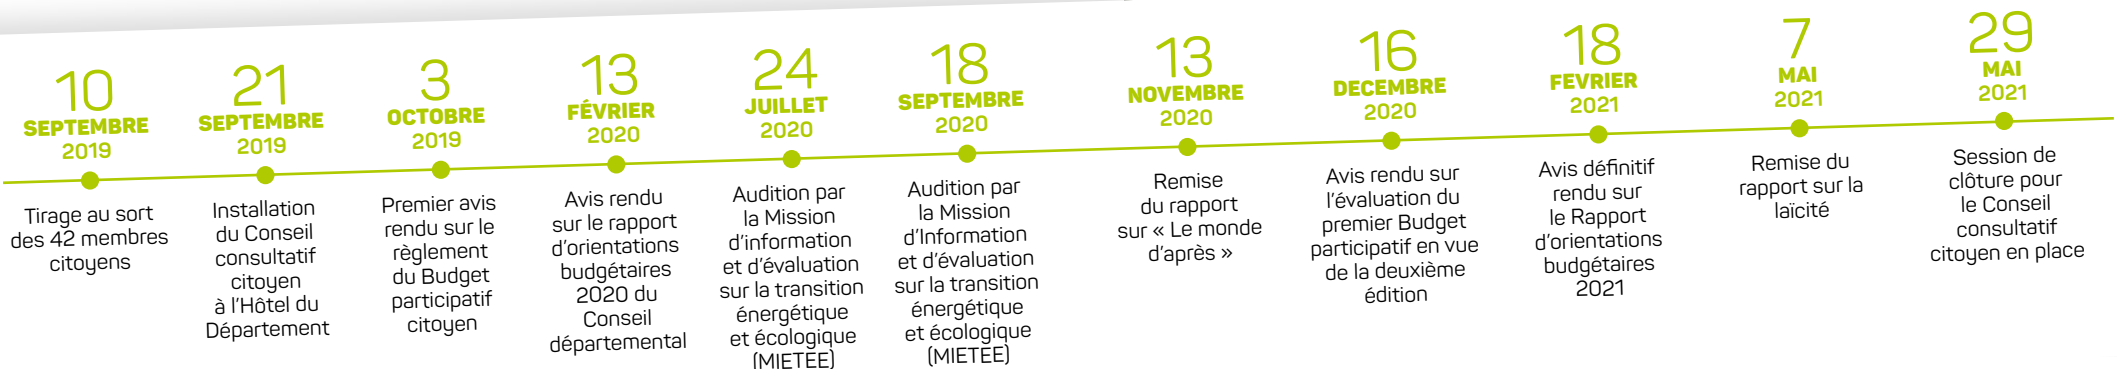 10
SEPTEMBRE
2019
Tirage au sort
des 42 membres
citoyens
21
SEPTEMBRE
2019
Installation
du Conseil
consultatif
citoyen
à l'Hôtel du
Département
3
OCTOBRE
2019
Premier avis
rendu sur le
règlement
du Budget
participatif
citoyen
13
FÉVRIER
2020
Avis rendu
sur le rapport
d'orientations
budgétaires
2020 du
Conseil
départemental
24
JUILLET
2020
Audition par
la Mission
d'information
et d'évaluation
sur la transition
énergétique
et écologique
(MIETEE)
18
SEPTEMBRE
2020
Audition par
la Mission
d'Information
et d'évaluation
sur la transition
énergétique
et écologique
(MIETEE)
13
NOVEMBRE
2020
Remise
du rapport
sur « Le monde
d'après »
16
DECEMBRE
2020
Avis rendu sur
l'évaluation du
premier Budget
participatif en vue
de la deuxième
édition
18
FEVRIER
2021
Avis définitif
rendu sur
le Rapport
d'orientations
budgétaires
2021
7
MAI
2021
Remise du
rapport sur la
laïcité
29
MAI
2021
Session de
clôture pour
le Conseil
consultatif
citoyen en place